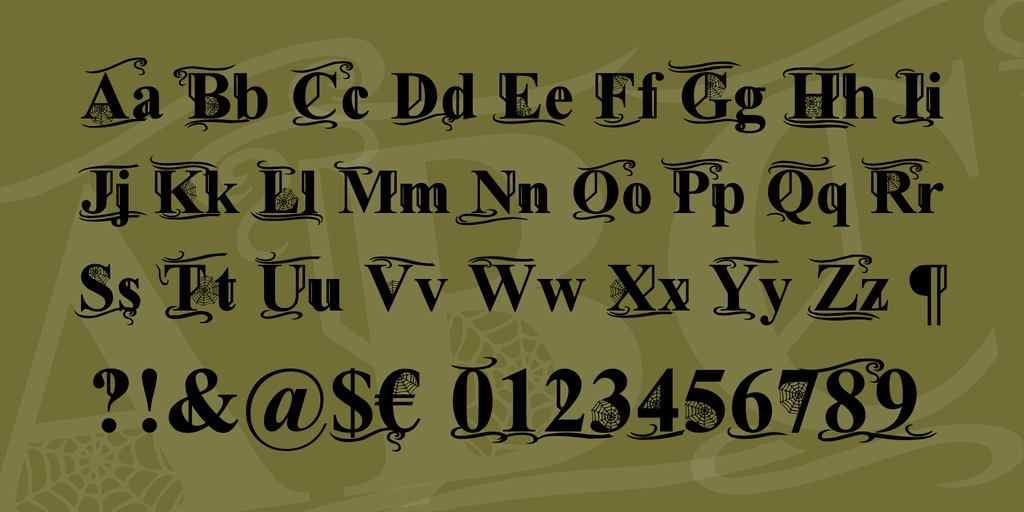 Aa Bb Cc Dd Ee Ff Gg Hh Ii
Jj Kk Ll Mm Nn Oo Pp Qq Rr
Ss Tt Uu Vv Ww Xx Yy Zz ¶
?!&@$€ 0123456789
ABC